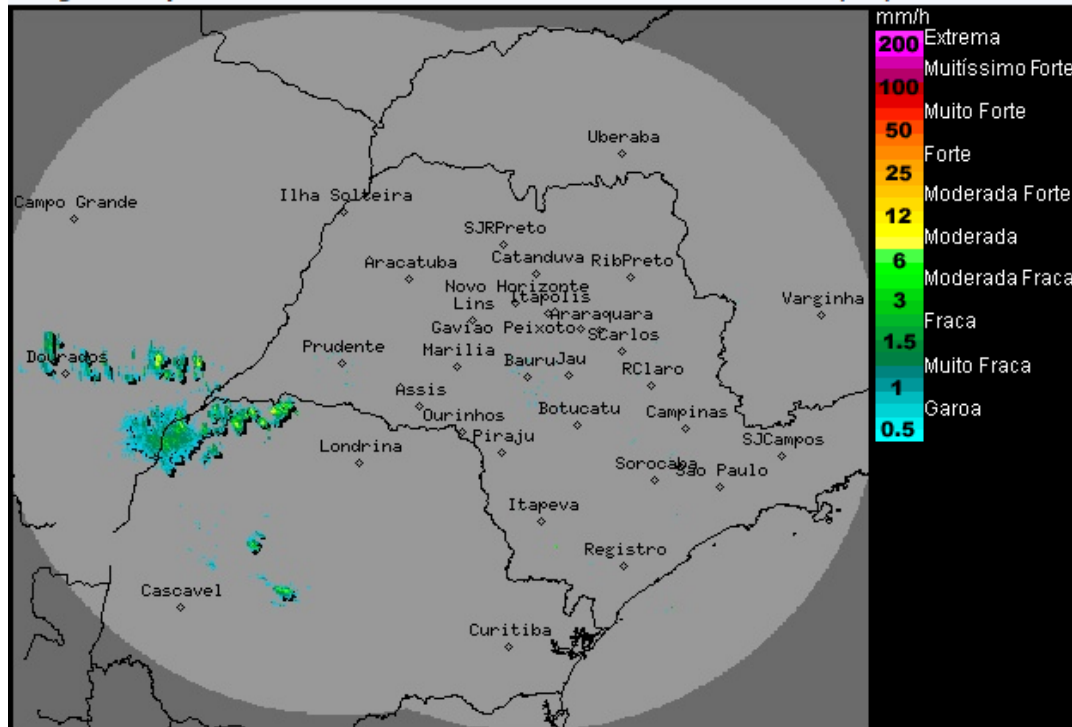 mm/h
200 Extrema
Muitíssimo Forte
100
Muito Forte
50
Forte
25
Moderada Forte
12
Moderada
6
Moderada Fraca
3
Fraca
1.5
Muito Fraca
1
Garoa
0.5
Uberaba
Campo Grande
Ilha Solteira
SJRPreto
Aracatuba
Catanduva
RibPreto
Novo Horizonte
Itapolis
Lins
Araraquara
Varginha
Gaviao Peixoto
SCarlos
Dourados
Prudente
Marilia
Bauru
Jau
RClaro
Assis
Ourinhos
Botucatu
Campinas
Piraju
Londrina
SJCampos
Sorocaba
Sao Paulo
Itapeva
Registro
Cascavel
Curitiba